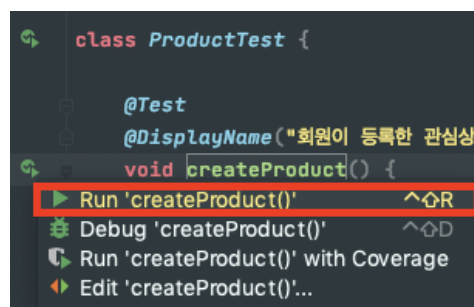 class ProductTest {
@Test
@DisplayName("회원이 등록한 관심상
void createProduct() {
Run 'createProduct()' ^⇧R
Debug 'createProduct()' ^⇧D
Run 'createProduct()' with Coverage
Edit 'createProduct()'...